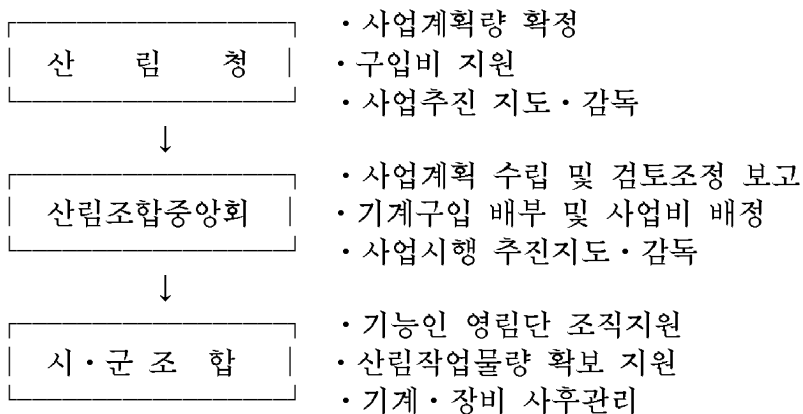 ・사업계획량 확정
산 림 청 ・구입비 지원
・사업추진 지도・감독
↓
・사업계획 수립 및 검토조정 보고
산림조합중앙회 ・기계구입 배부 및 사업비 배정
・사업시행 추진지도・감독
↓
・기능인 영림단 조직지원
시・군 조 합 ・산림작업물량 확보 지원
・기계・장비 사후관리